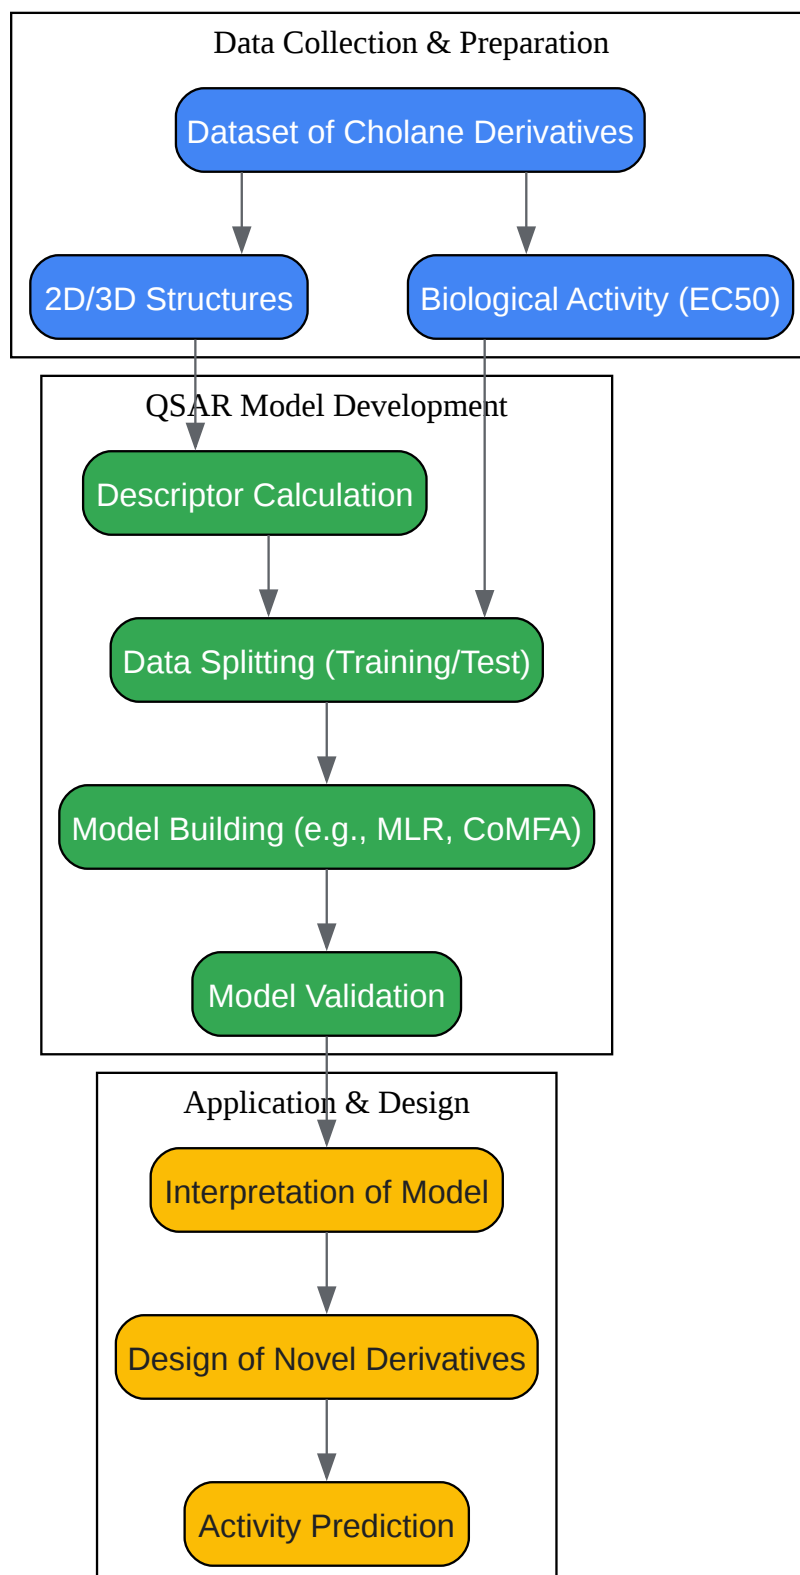 Data Collection & Preparation
Dataset of Cholane Derivatives
2D/3D Structures
Biological Activity (EC50)
QSAR Model Development
Descriptor Calculation
Data Splitting (Training/Test)
Model Building (e.g., MLR, CoMFA)
Model Validation
Application & Design
Interpretation of Model
Design of Novel Derivatives
Activity Prediction